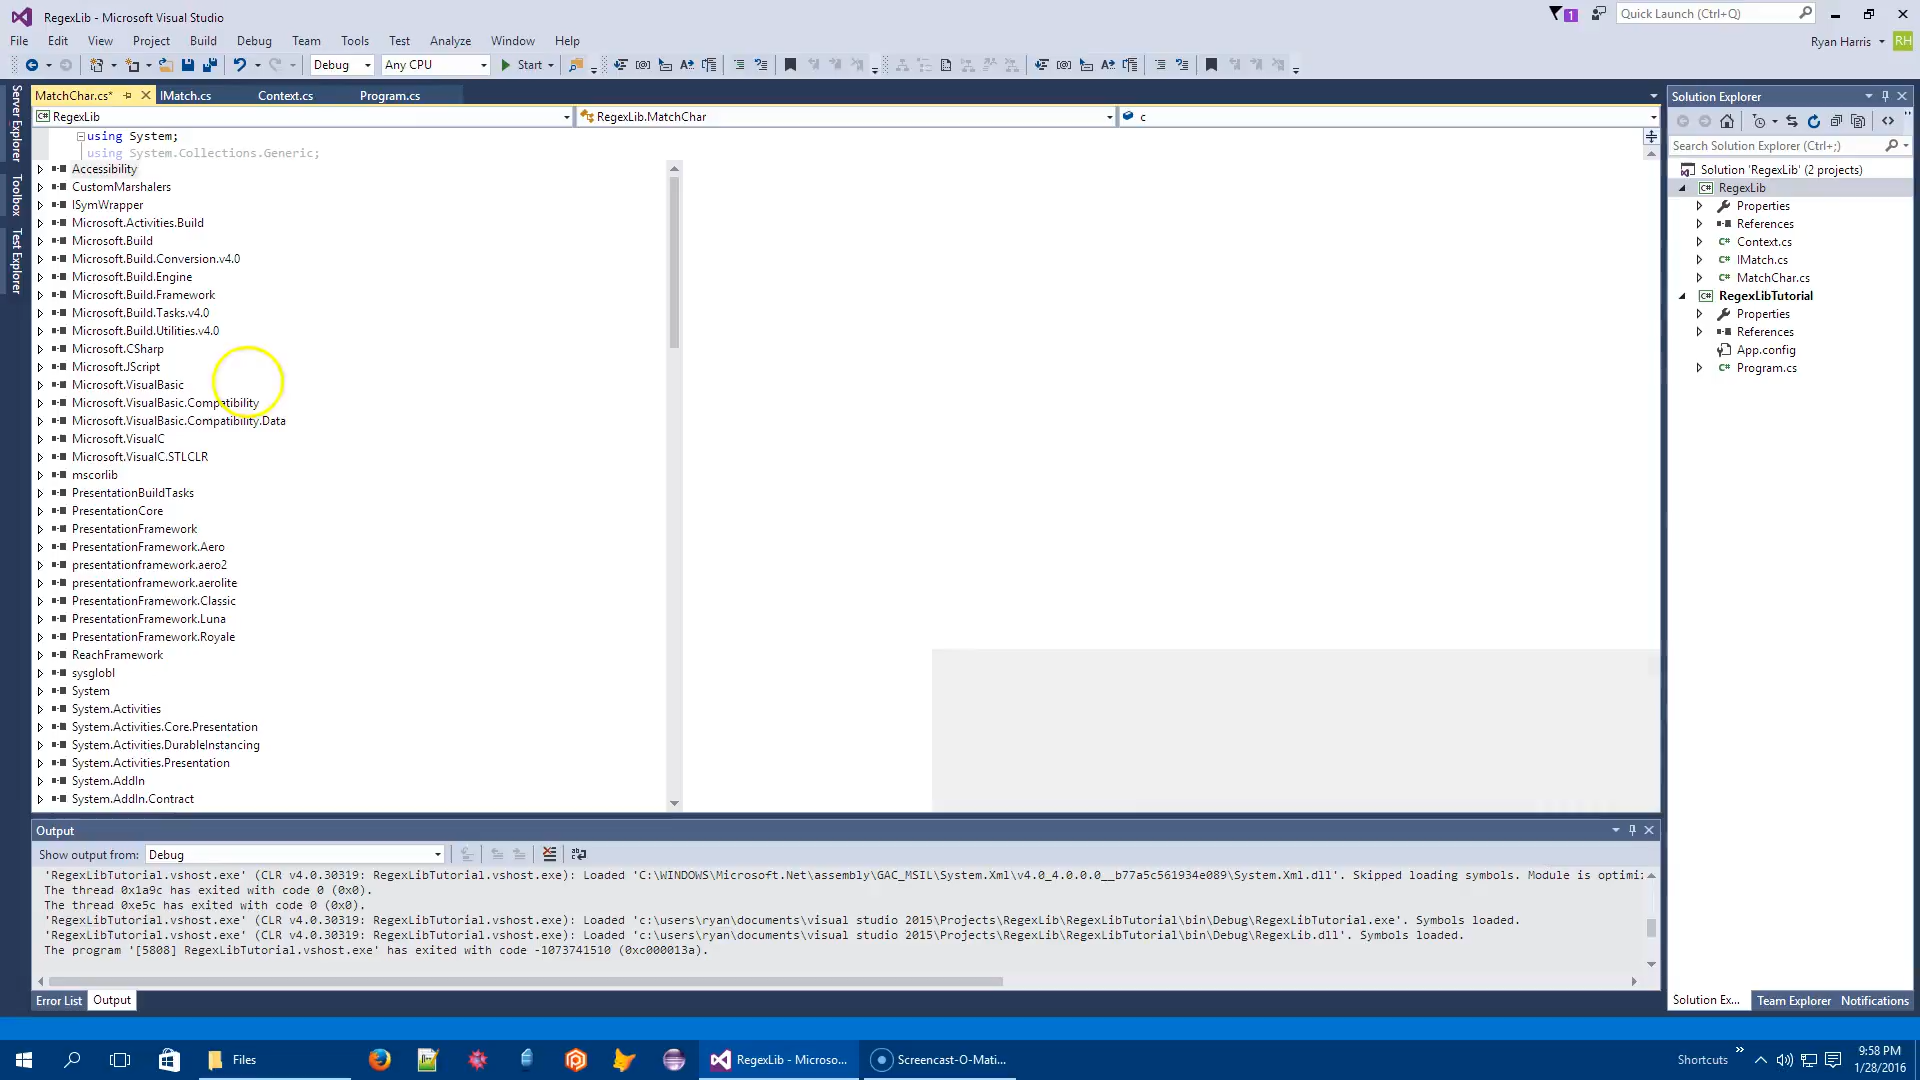 RegexLib - Microsoft Visual Studio
1
Quick Launch (Ctrl+Q)
File Edit View Project Build Debug Team Tools Test Analyze Window Help
Ryan Harris RH
Debug Any CPU Start
MatchChar.cs* IMatch.cs Context.cs Program.cs
RegexLib RegexLib.MatchChar c
Server Explorer
Toolbox
Test Explorer
using System;
using System.Collections.Generic;
Accessibility
CustomMarshalers
ISymWrapper
Microsoft.Activities.Build
Microsoft.Build
Microsoft.Build.Conversion.v4.0
Microsoft.Build.Engine
Microsoft.Build.Framework
Microsoft.Build.Tasks.v4.0
Microsoft.Build.Utilities.v4.0
Microsoft.CSharp
Microsoft.JScript
Microsoft.VisualBasic
Microsoft.VisualBasic.Compatibility
Microsoft.VisualBasic.Compatibility.Data
Microsoft.VisualC
Microsoft.VisualC.STLCLR
mscorlib
PresentationBuildTasks
PresentationCore
PresentationFramework
PresentationFramework.Aero
presentationframework.aero2
presentationframework.aerolite
PresentationFramework.Classic
PresentationFramework.Luna
PresentationFramework.Royale
ReachFramework
sysglobl
System
System.Activities
System.Activities.Core.Presentation
System.Activities.DurableInstancing
System.Activities.Presentation
System.AddIn
System.AddIn.Contract
Solution Explorer
Search Solution Explorer (Ctrl+;)
Solution 'RegexLib' (2 projects)
RegexLib
Properties
References
Context.cs
IMatch.cs
MatchChar.cs
RegexLibTutorial
Properties
References
App.config
Program.cs
Output
Show output from: Debug
'RegexLibTutorial.vshost.exe' (CLR v4.0.30319: RegexLibTutorial.vshost.exe): Loaded 'C:\WINDOWS\Microsoft.Net\assembly\GAC_MSIL\System.Xml\v4.0_4.0.0.0__b77a5c561934e089\System.Xml.dll'. Skipped loading symbols. Module is optimi
The thread 0x1a9c has exited with code 0 (0x0).
The thread 0xe5c has exited with code 0 (0x0).
'RegexLibTutorial.vshost.exe' (CLR v4.0.30319: RegexLibTutorial.vshost.exe): Loaded 'c:\users\ryan\documents\visual studio 2015\Projects\RegexLib\RegexLibTutorial\bin\Debug\RegexLibTutorial.exe'. Symbols loaded.
'RegexLibTutorial.vshost.exe' (CLR v4.0.30319: RegexLibTutorial.vshost.exe): Loaded 'c:\users\ryan\documents\visual studio 2015\Projects\RegexLib\RegexLibTutorial\bin\Debug\RegexLib.dll'. Symbols loaded.
The program '[5808] RegexLibTutorial.vshost.exe' has exited with code -1073741510 (0xc000013a).
Error List Output
Solution Ex... Team Explorer Notifications
Files
RegexLib - Microso...
Screencast-O-Mati...
Shortcuts
9:58 PM
1/28/2016